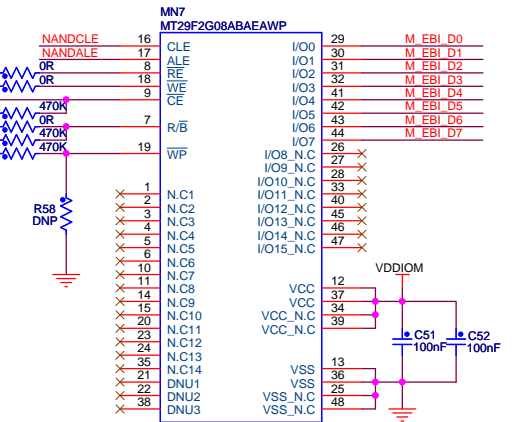 MN7
MT29F2G08ABAEAWP
NANDCLE 16 CLE I/O0 29 M_EBI_D0
NANDALE 17 ALE I/O1 30 M_EBI_D1
0R 8 RE I/O2 31 M_EBI_D2
0R 18 WE I/O3 32 M_EBI_D3
9 CE I/O4 41 M_EBI_D4
470K I/O5 42 M_EBI_D5
0R 7 R/B I/O6 43 M_EBI_D6
470K I/O7 44 M_EBI_D7
470K 19 WP I/O8_N.C 26
I/O9_N.C 27
I/O10_N.C 28
1 N.C1 I/O11_N.C 33
2 N.C2 I/O12_N.C 40
3 N.C3 I/O13_N.C 45
4 N.C4 I/O14_N.C 46
5 N.C5 I/O15_N.C 47
R58
DNP
6 N.C6
10 N.C7 VDDIOM
11 N.C8 VCC 12
14 N.C9 VCC 37
15 N.C10 VCC_N.C 34
20 N.C11 VCC_N.C 39
23 N.C12
24 N.C13
35 N.C14 VSS 13
21 DNU1 VSS 36
22 DNU2 VSS_N.C 25
38 DNU3 VSS_N.C 48
C51
100nF
C52
100nF